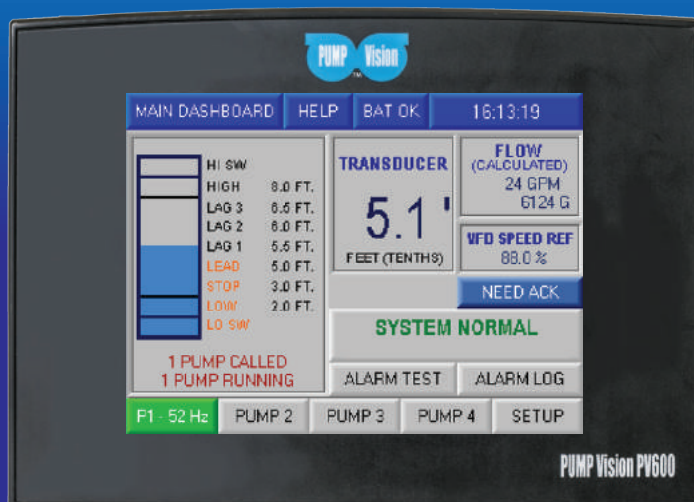 PUMP Vision
TM
MAIN DASHBOARD
HELP
BAT OK
16:13:19
HI SW
HIGH 8.0 FT.
LAG 3 6.5 FT.
LAG 2 6.0 FT.
LAG 1 5.5 FT.
LEAD 5.0 FT.
STOP 3.0 FT.
LOW 2.0 FT.
LO SW
1 PUMP CALLED
1 PUMP RUNNING
TRANSDUCER
5.1 '
FEET (TENTHS)
FLOW
(CALCULATED)
24 GPM
6124 G
VFD SPEED REF
88.0 %
NEED ACK
SYSTEM NORMAL
ALARM TEST
ALARM LOG
P1 - 52 Hz
PUMP 2
PUMP 3
PUMP 4
SETUP
PUMP Vision PV600